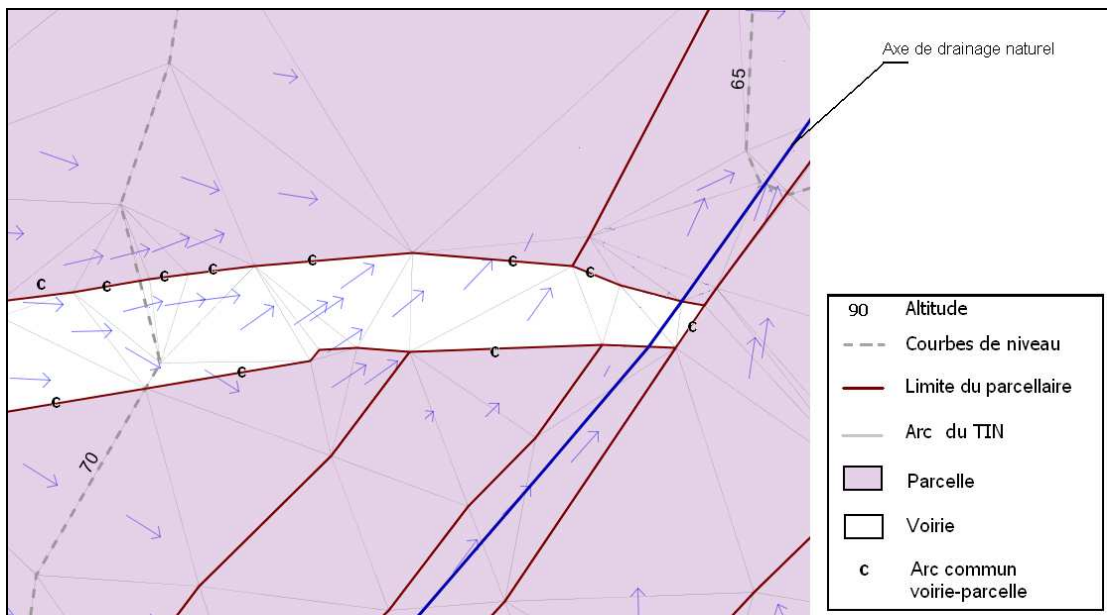 Axe de drainage naturel
65
c
c
c
c
c
c
c
c
c
c
c
c
70
90 Altitude
Courbes de niveau
Limite du parcellaire
Arc du TIN
Parcelle
Voirie
c Arc commun
voirie-parcelle